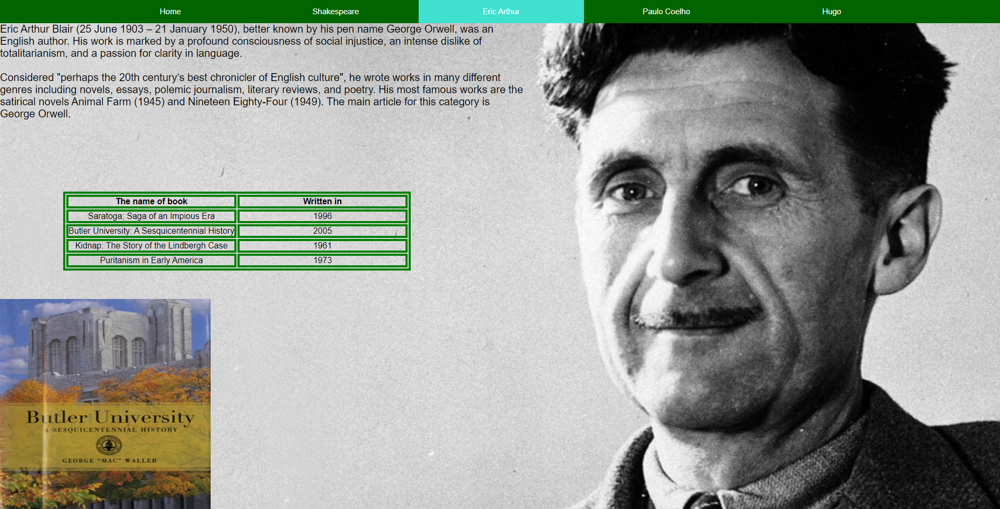 Home
Shakespeare
Eric Arthur
Paulo Coelho
Hugo
Eric Arthur Blair (25 June 1903 – 21 January 1950), better known by his pen name George Orwell, was an
English author. His work is marked by a profound consciousness of social injustice, an intense dislike of
totalitarianism, and a passion for clarity in language.
Considered "perhaps the 20th century’s best chronicler of English culture", he wrote works in many different
genres including novels, essays, polemic journalism, literary reviews, and poetry. His most famous works are the
satirical novels Animal Farm (1945) and Nineteen Eighty-Four (1949). The main article for this category is
George Orwell.
The name of book Written in
Saratoga; Saga of an Impious Era 1996
Butler University: A Sesquicentennial History 2005
Kidnap: The Story of the Lindbergh Case 1961
Puritanism in Early America 1973
Butler University
A SESQUICENTENNIAL HISTORY
GEORGE “MAC” WALLER